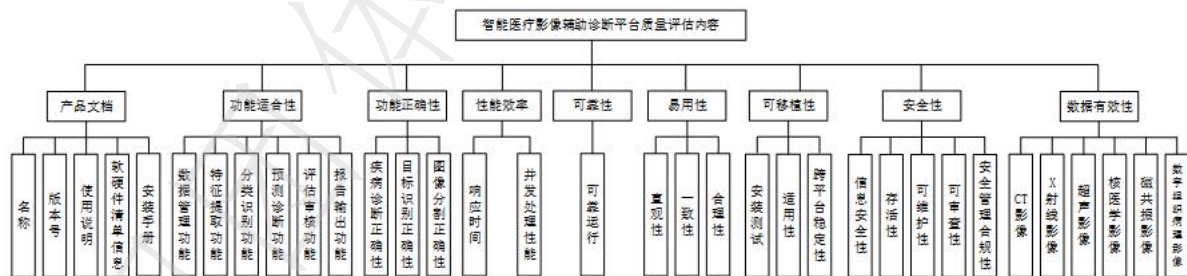 智能医疗影像辅助诊断平台质量评估内容
产品文档
功能适合性
功能正确性
性能效率
可靠性
易用性
可移植性
安全性
数据有效性
名称
版本号
使用说明
软硬件清单信息
安装手册
数据管理功能
特征提取功能
分类识别功能
预测诊断功能
评估审核功能
报告输出功能
疾病诊断正确性
目标识别正确性
图像分割正确性
响应时间
并发处理性能
可靠运行
直观性
一致性
合理性
安装测试
适用性
跨平台稳定性
信息安全性
存活性
可维护性
可审查性
安全管理合规性
CT影像
X射线影像
超声影像
核医学影像
磁共振影像
数字组织病理影像